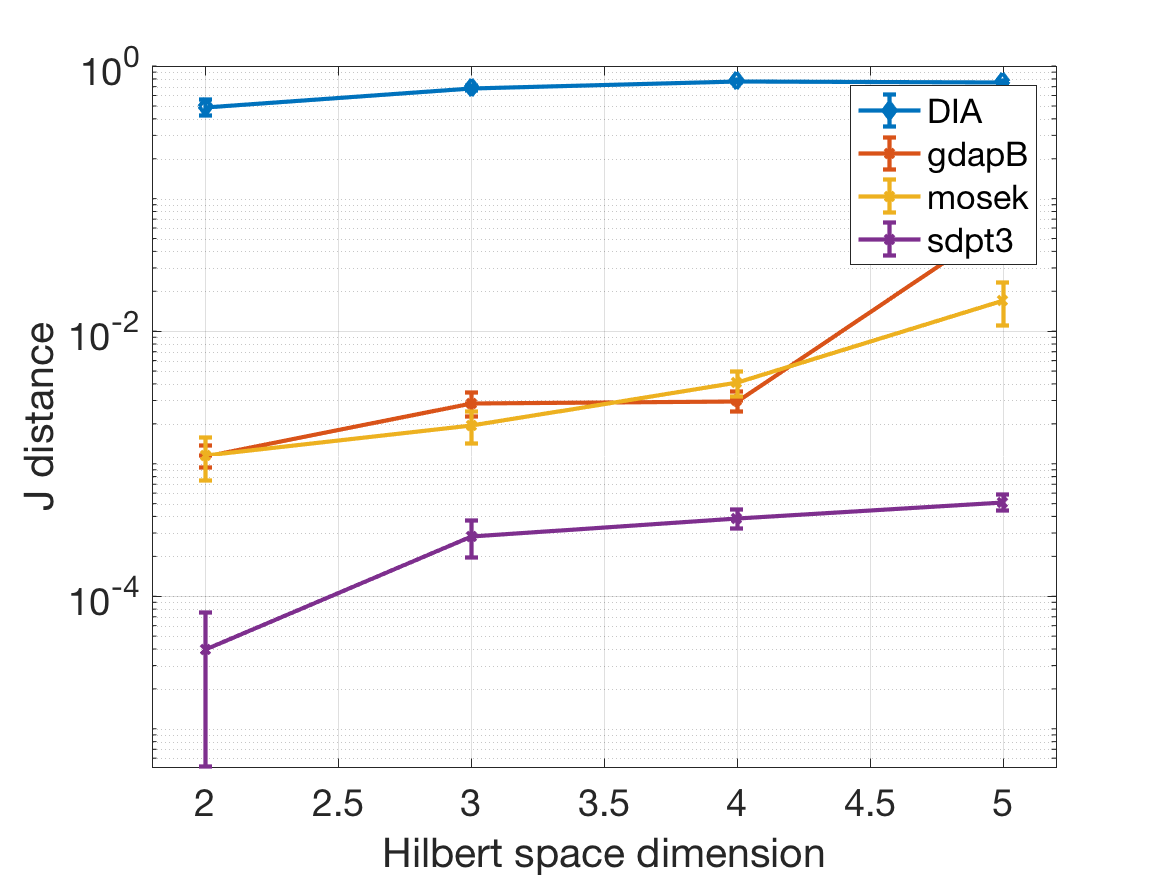 10^0
10^-2
10^-4
J distance
DIA
gdapB
mosek
sdpt3
2 2.5 3 3.5 4 4.5 5
Hilbert space dimension